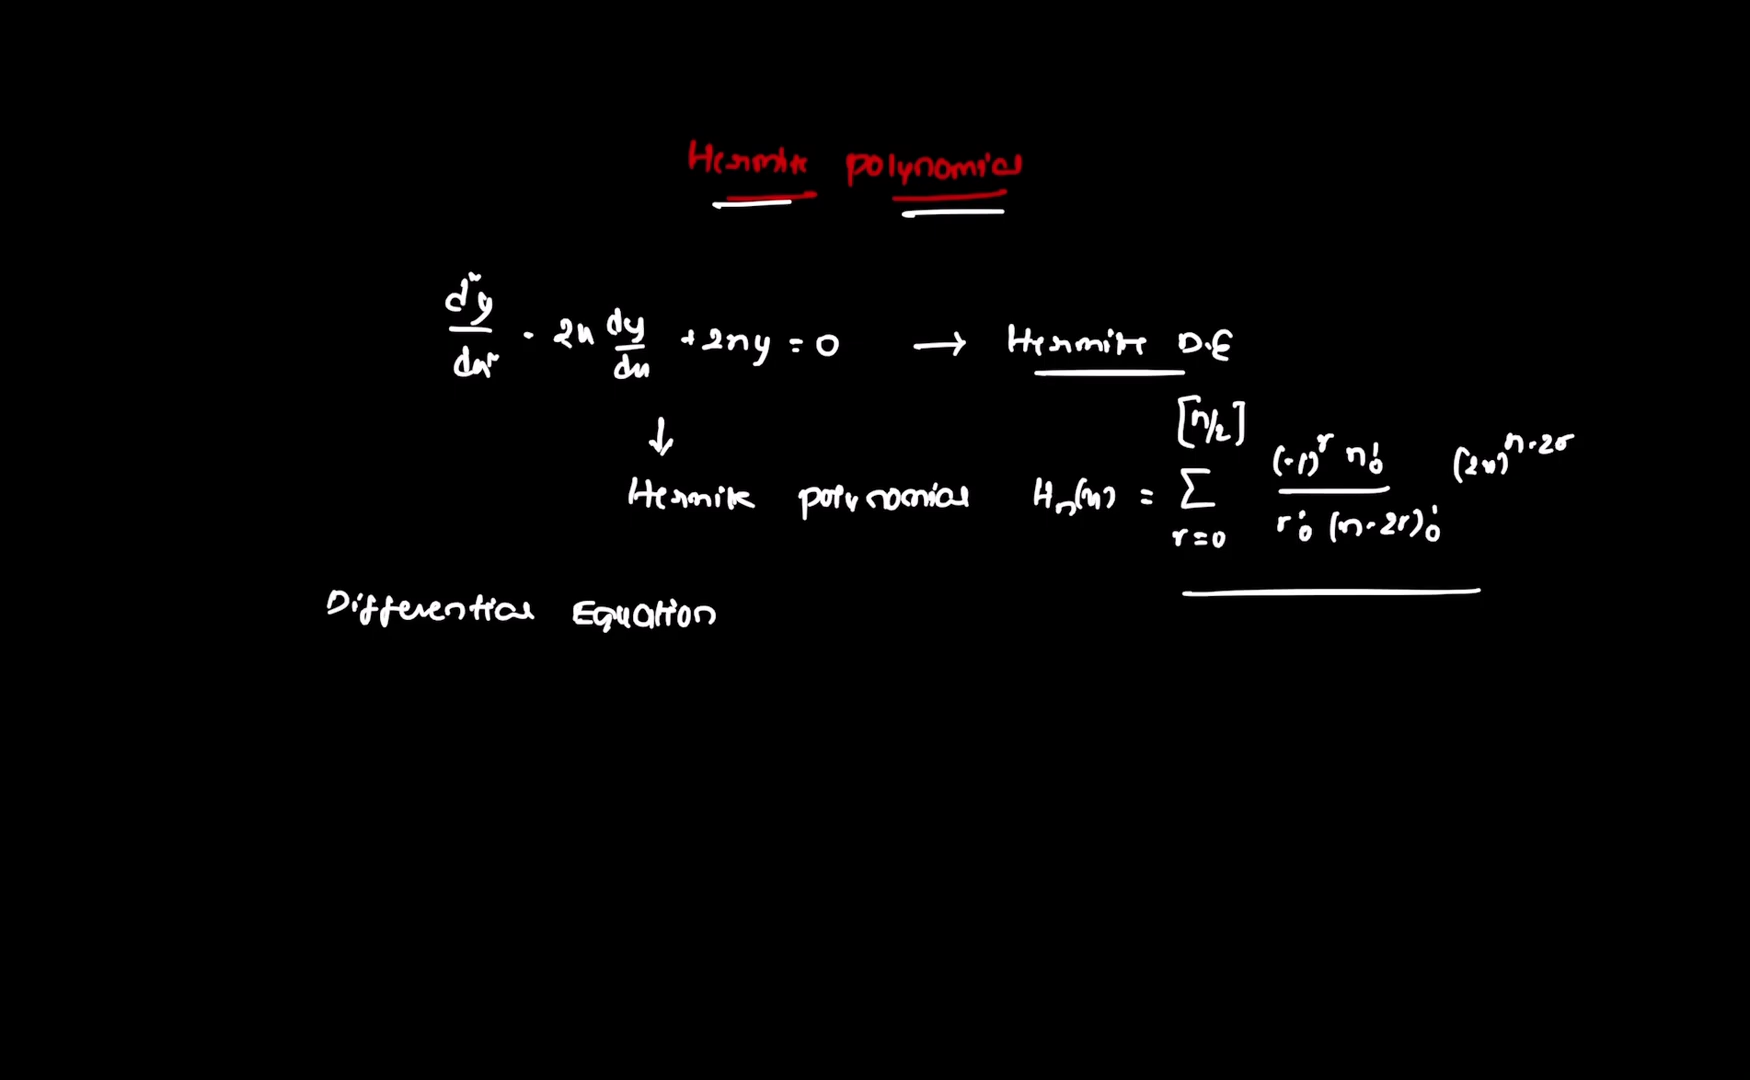 Hermite polynomial
d²y/dx² - 2x dy/dx + 2ny = 0 → Hermite D.E
↓
Hermite polynomial Hₙ(x) = [n/2] Σ r=0 (-1)^r n! / r! (n-2r)! (2x)^n-2r
Differential Equation